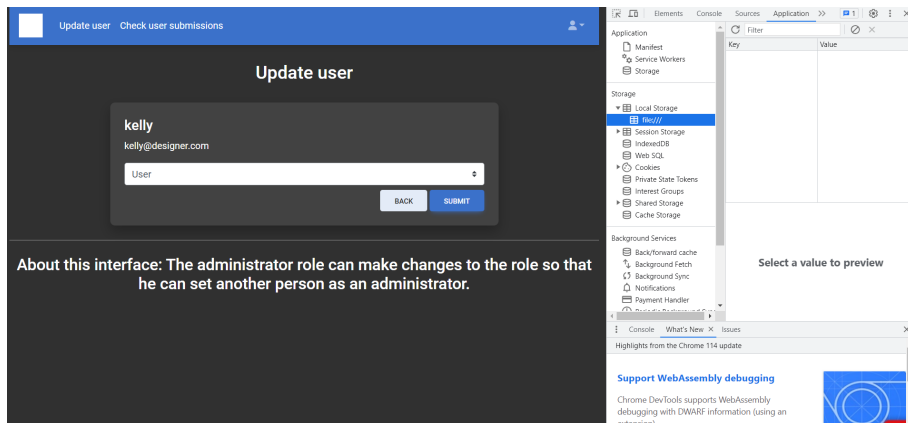 Update user Check user submissions
Update user
kelly
kelly@designer.com
User
BACK SUBMIT
About this interface: The administrator role can make changes to the role so that
he can set another person as an administrator.
Elements Console Sources Application 1
Application
Manifest
Service Workers
Storage
Storage
Local Storage
file:///
Session Storage
IndexedDB
Web SQL
Cookies
Private State Tokens
Interest Groups
Shared Storage
Cache Storage
Background Services
Back/forward cache
Background Fetch
Background Sync
Notifications
Payment Handler
Filter
Key Value
Select a value to preview
Console What's New Issues
Highlights from the Chrome 114 update
Support WebAssembly debugging
Chrome DevTools supports WebAssembly
debugging with DWARF information (using an